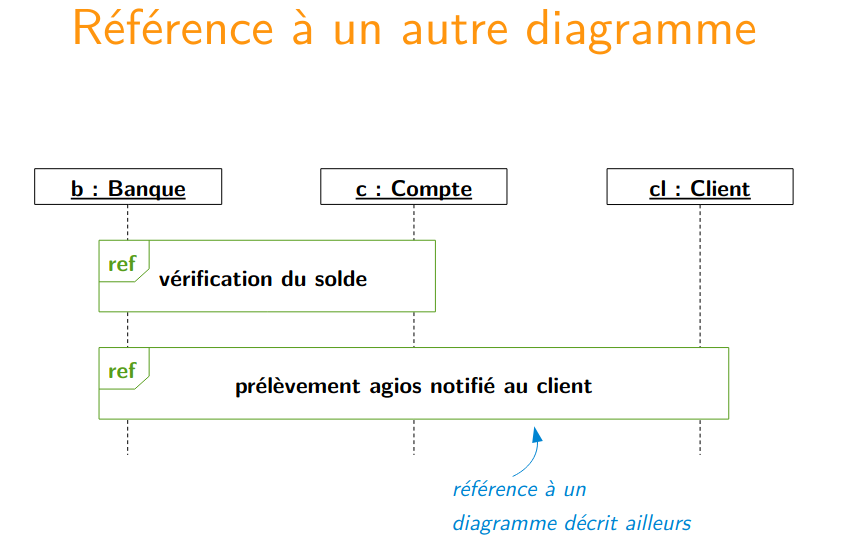 Référence à un autre diagramme
b : Banque
c : Compte
cl : Client
ref
vérification du solde
ref
prélèvement agios notifié au client
référence à un
diagramme décrit ailleurs